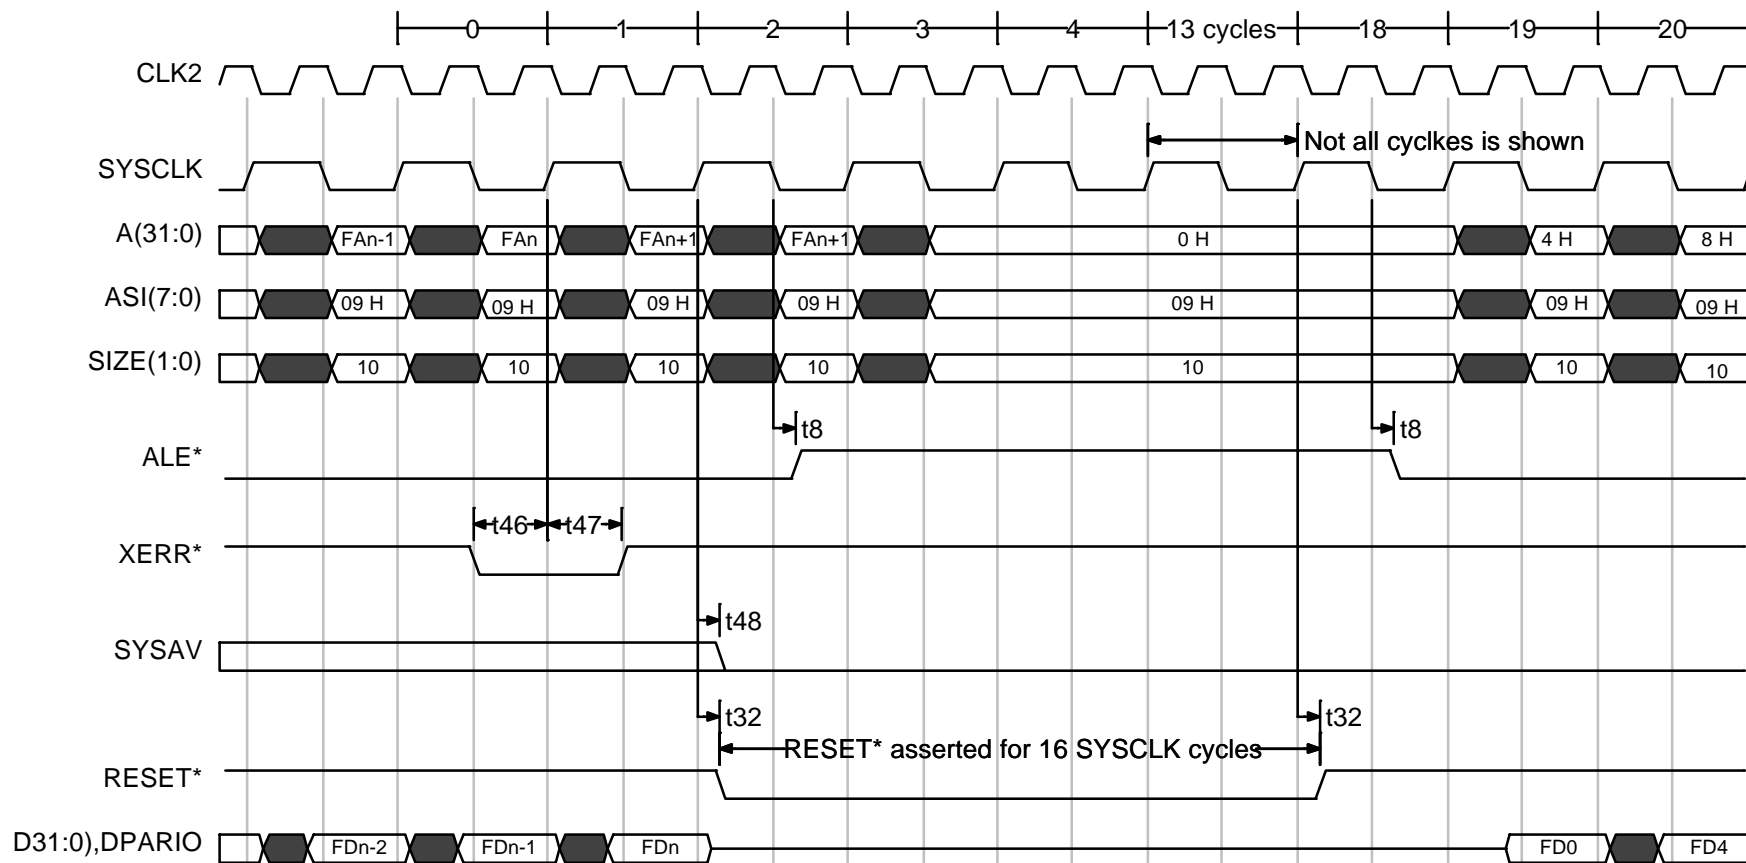 0 1 2 3 4 13 cycles 18 19 20
CLK2
Not all cyclkes is shown
SYSCLK
A(31:0) FAn-1 FAn FAn+1 FAn+1 0 H 4 H 8 H
ASI(7:0) 09 H 09 H 09 H 09 H 09 H 09 H 09 H
SIZE(1:0) 10 10 10 10 10 10 10
t8 t8
ALE*
t46 t47
XERR*
t48
SYSAV
t32 t32
RESET* asserted for 16 SYSCLK cycles
RESET*
D31:0),DPARIO FDn-2 FDn-1 FDn FD0 FD4